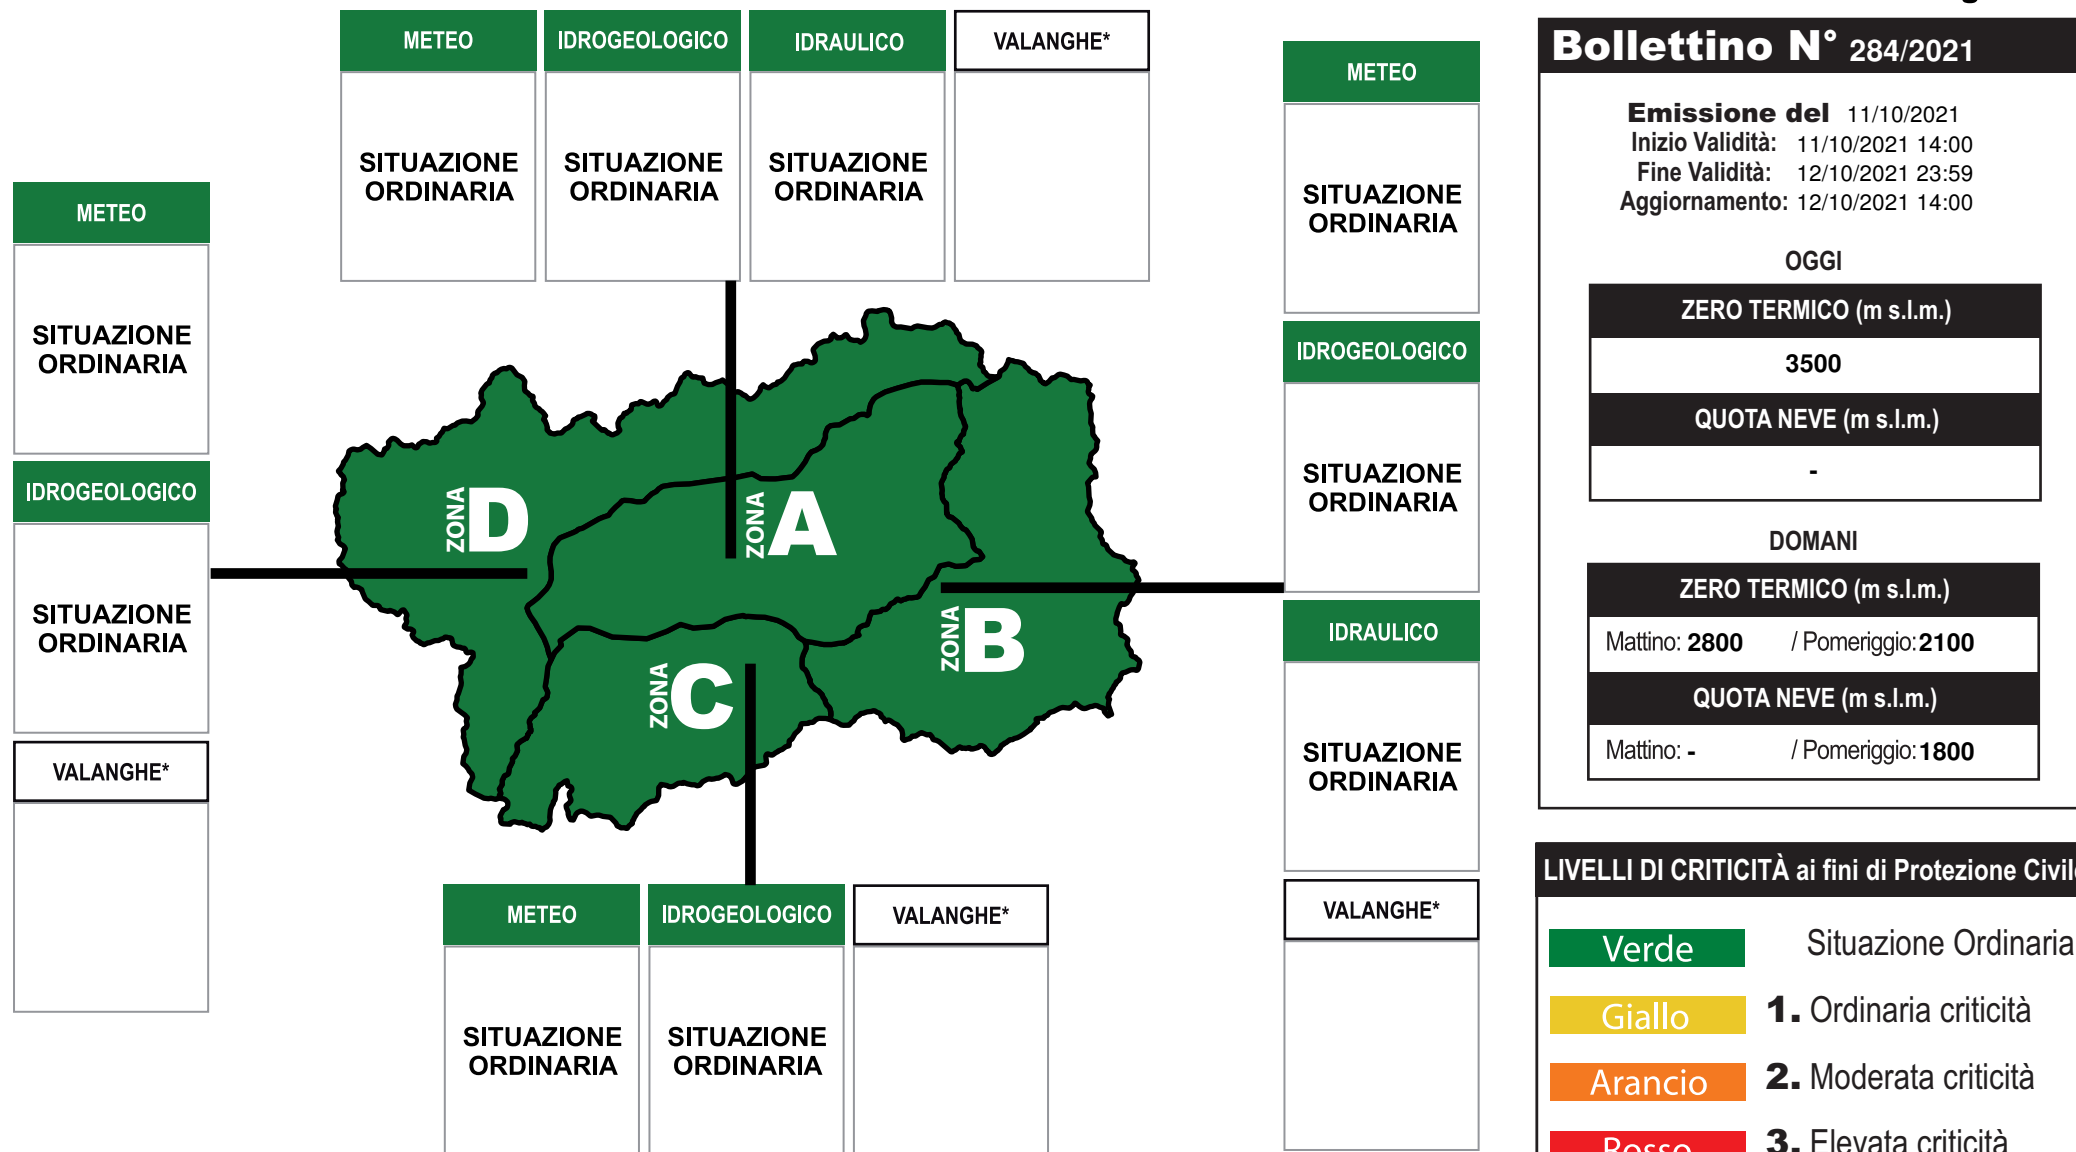 METEO
IDROGEOLOGICO
IDRAULICO
VALANGHE*
SITUAZIONE
ORDINARIA
SITUAZIONE
ORDINARIA
SITUAZIONE
ORDINARIA
METEO
SITUAZIONE
ORDINARIA
IDROGEOLOGICO
SITUAZIONE
ORDINARIA
VALANGHE*
ZONA D
ZONA A
ZONA B
ZONA C
METEO
SITUAZIONE
ORDINARIA
IDROGEOLOGICO
SITUAZIONE
ORDINARIA
IDRAULICO
SITUAZIONE
ORDINARIA
VALANGHE*
METEO
IDROGEOLOGICO
VALANGHE*
SITUAZIONE
ORDINARIA
SITUAZIONE
ORDINARIA
Bollettino N° 284/2021
Emissione del 11/10/2021
Inizio Validità: 11/10/2021 14:00
Fine Validità: 12/10/2021 23:59
Aggiornamento: 12/10/2021 14:00
OGGI
ZERO TERMICO (m s.l.m.)
3500
QUOTA NEVE (m s.l.m.)
-
DOMANI
ZERO TERMICO (m s.l.m.)
Mattino: 2800 / Pomeriggio: 2100
QUOTA NEVE (m s.l.m.)
Mattino: - / Pomeriggio: 1800
LIVELLI DI CRITICITÀ ai fini di Protezione Civile
Verde Situazione Ordinaria
Giallo 1. Ordinaria criticità
Arancio 2. Moderata criticità
Rosso 3. Elevata criticità